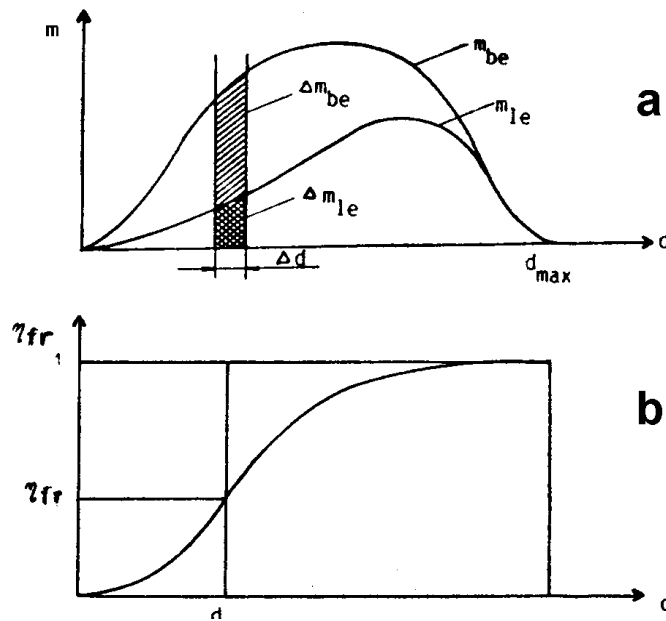 m
m_be
Δm_be
m_le
Δm_le
a
Δd
d_max
d
η_fr
1
b
η_fr
d
d